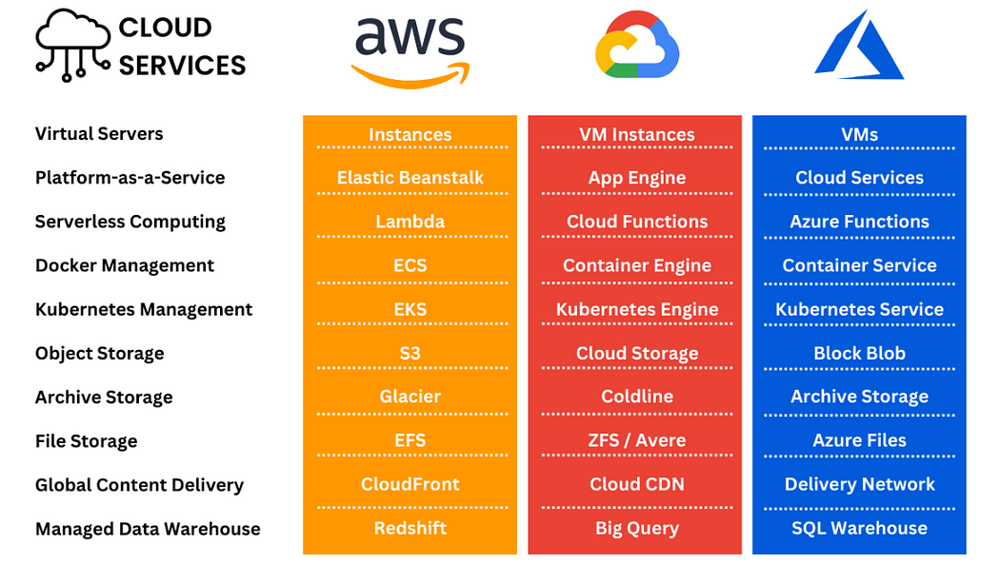 CLOUD
SERVICES
aws
Virtual Servers Instances VM Instances VMs
Platform-as-a-Service Elastic Beanstalk App Engine Cloud Services
Serverless Computing Lambda Cloud Functions Azure Functions
Docker Management ECS Container Engine Container Service
Kubernetes Management EKS Kubernetes Engine Kubernetes Service
Object Storage S3 Cloud Storage Block Blob
Archive Storage Glacier Coldline Archive Storage
File Storage EFS ZFS / Avere Azure Files
Global Content Delivery CloudFront Cloud CDN Delivery Network
Managed Data Warehouse Redshift Big Query SQL Warehouse